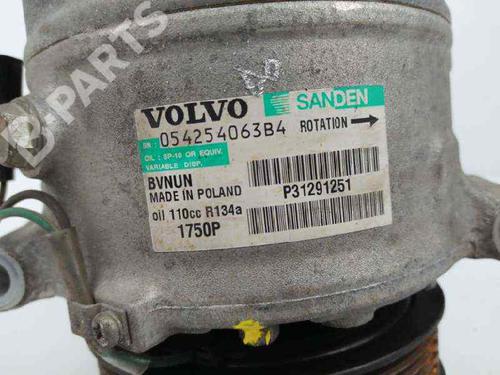 D-PARTS
VOLVO SANDEN
SN: 054254063B4 ROTATION
OIL : SP-10 OR EQUIV.
VARIABLE DISP.
BVNUN
MADE IN POLAND P31291251
oil 110cc R134a
1750P